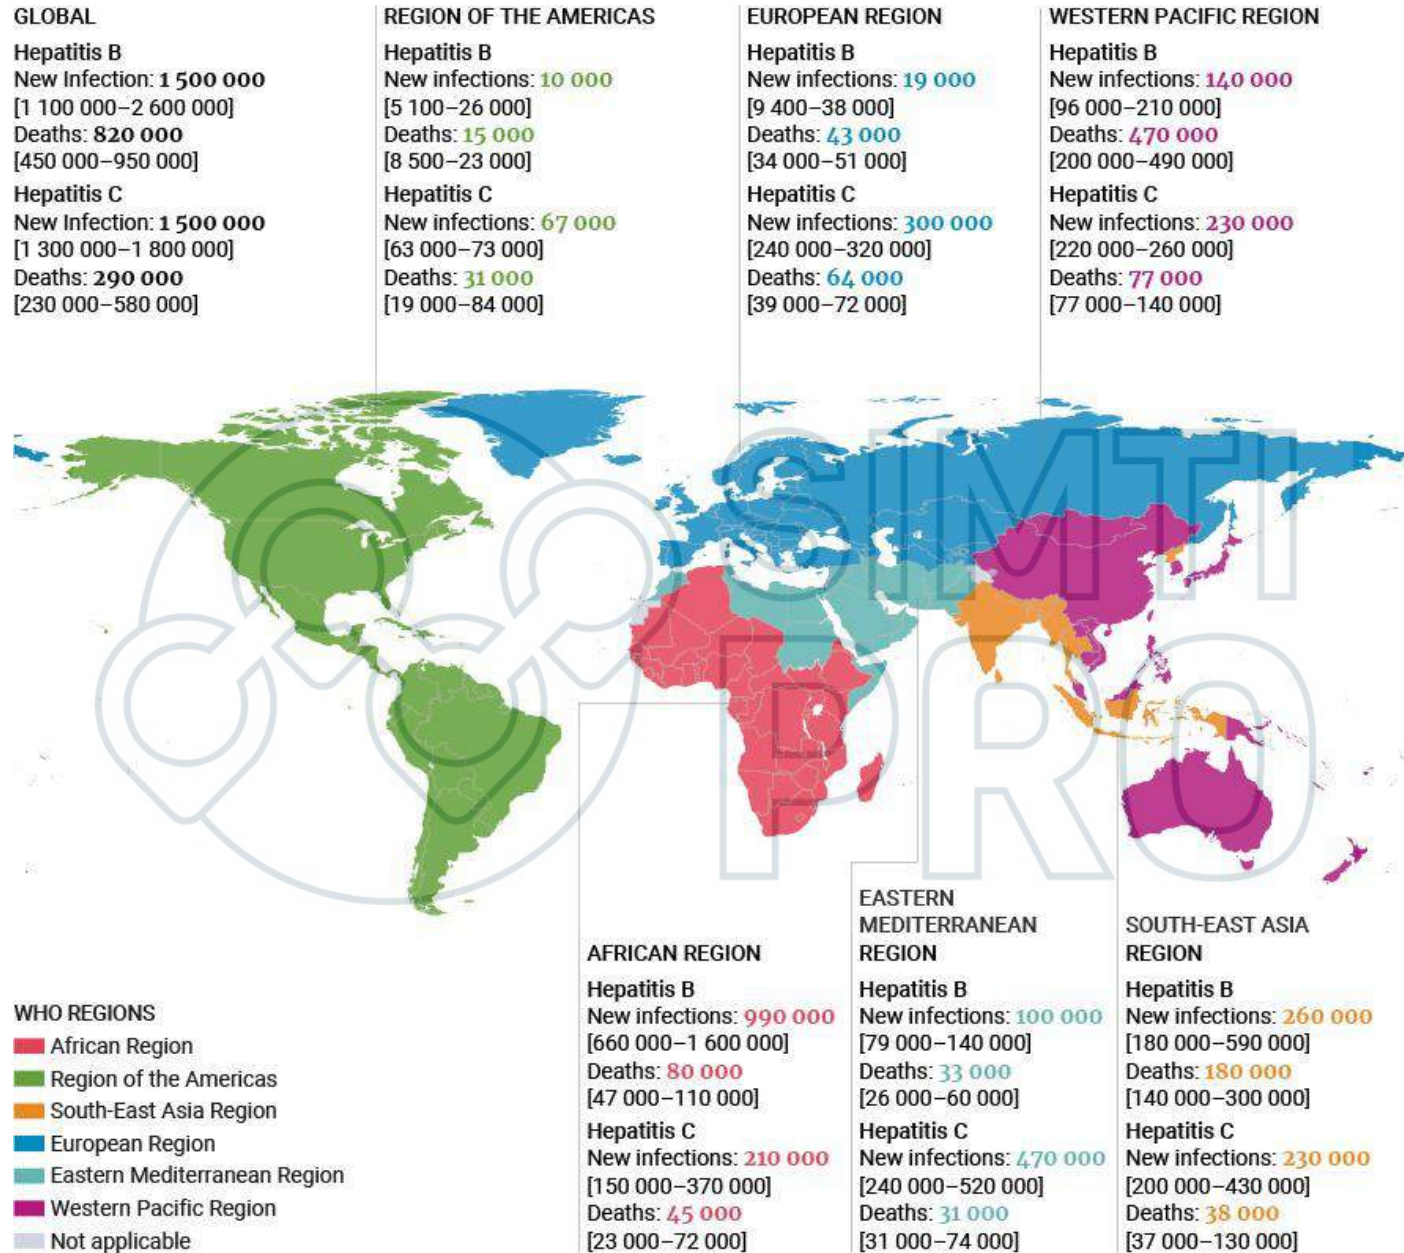 GLOBAL
Hepatitis B
New Infection: 1 500 000
[1 100 000–2 600 000]
Deaths: 820 000
[450 000–950 000]
Hepatitis C
New Infection: 1 500 000
[1 300 000–1 800 000]
Deaths: 290 000
[230 000–580 000]
REGION OF THE AMERICAS
Hepatitis B
New infections: 10 000
[5 100–26 000]
Deaths: 15 000
[8 500–23 000]
Hepatitis C
New infections: 67 000
[63 000–73 000]
Deaths: 31 000
[19 000–84 000]
EUROPEAN REGION
Hepatitis B
New infections: 19 000
[9 400–38 000]
Deaths: 43 000
[34 000–51 000]
Hepatitis C
New infections: 300 000
[240 000–320 000]
Deaths: 64 000
[39 000–72 000]
WESTERN PACIFIC REGION
Hepatitis B
New infections: 140 000
[96 000–210 000]
Deaths: 470 000
[200 000–490 000]
Hepatitis C
New infections: 230 000
[220 000–260 000]
Deaths: 77 000
[77 000–140 000]
SIMTI
PRO
WHO REGIONS
African Region
Region of the Americas
South-East Asia Region
European Region
Eastern Mediterranean Region
Western Pacific Region
Not applicable
AFRICAN REGION
Hepatitis B
New infections: 990 000
[660 000–1 600 000]
Deaths: 80 000
[47 000–110 000]
Hepatitis C
New infections: 210 000
[150 000–370 000]
Deaths: 45 000
[23 000–72 000]
EASTERN
MEDITERRANEAN
REGION
Hepatitis B
New infections: 100 000
[79 000–140 000]
Deaths: 33 000
[26 000–60 000]
Hepatitis C
New infections: 470 000
[240 000–520 000]
Deaths: 31 000
[31 000–74 000]
SOUTH-EAST ASIA
REGION
Hepatitis B
New infections: 260 000
[180 000–590 000]
Deaths: 180 000
[140 000–300 000]
Hepatitis C
New infections: 230 000
[200 000–430 000]
Deaths: 38 000
[37 000–130 000]